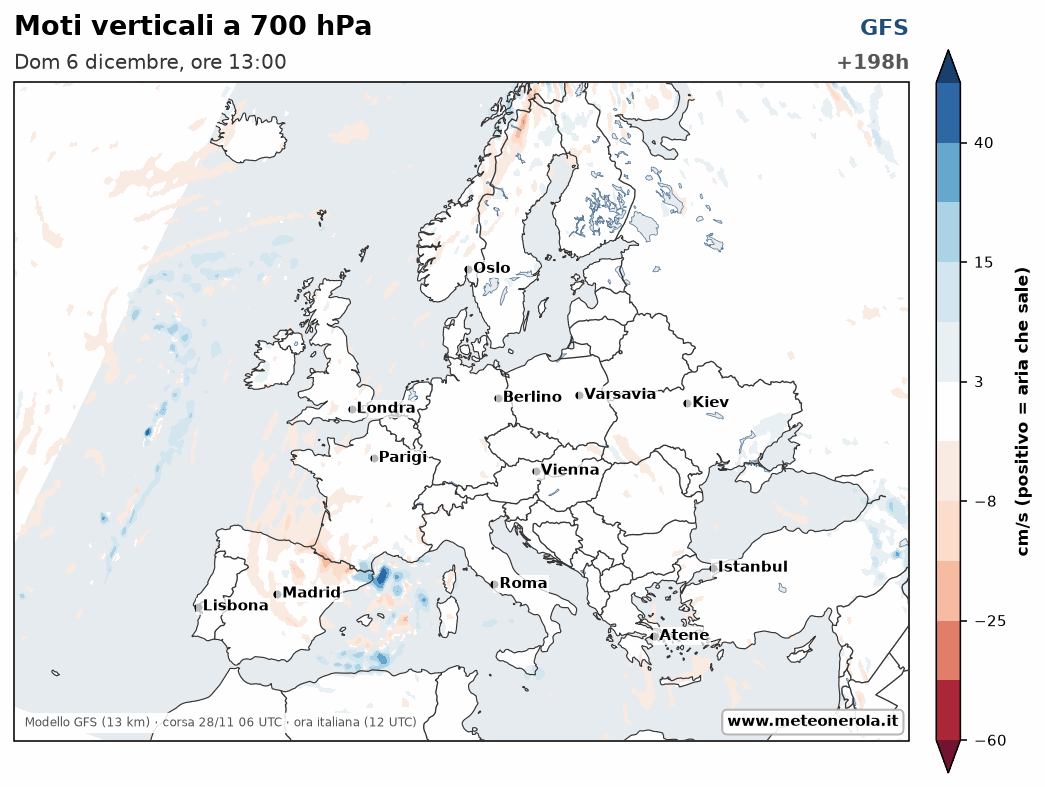 Moti verticali a 700 hPa
GFS
Dom 6 dicembre, ore 13:00
+198h
Oslo
Londra
Berlino
Varsavia
Kiev
Parigi
Vienna
Istanbul
Roma
Madrid
Lisbona
Atene
Modello GFS (13 km) · corsa 28/11 06 UTC · ora italiana (12 UTC)
www.meteonerola.it
40
15
3
−8
−25
−60
cm/s (positivo = aria che sale)